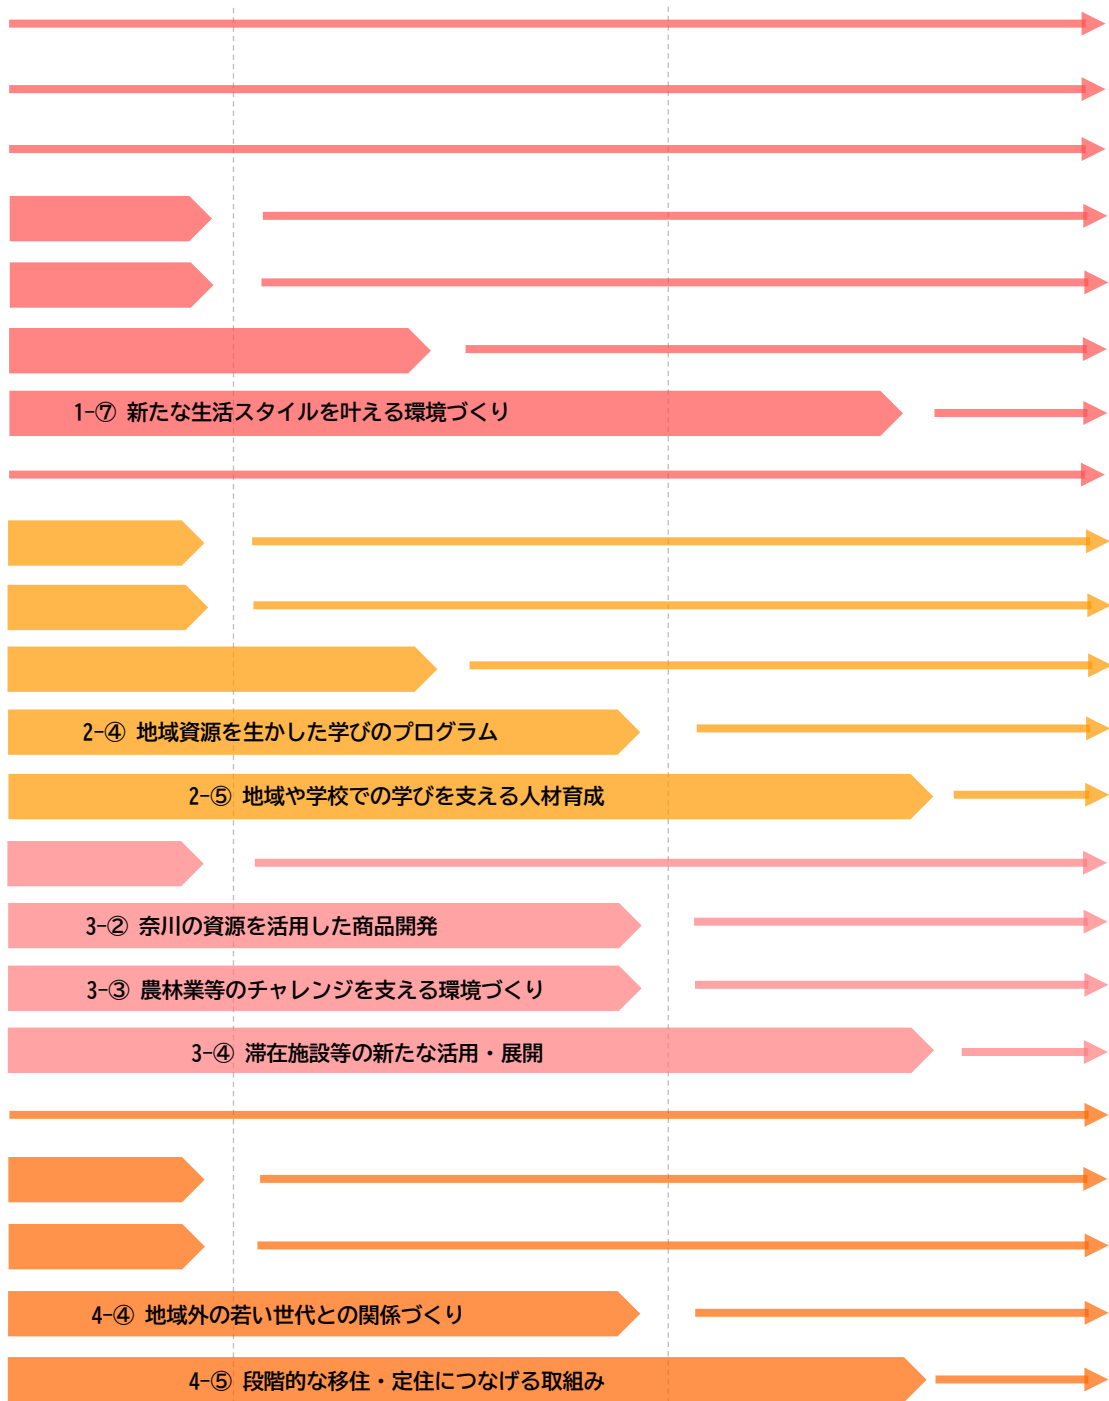 1-⑦ 新たな生活スタイルを叶える環境づくり
2-④ 地域資源を生かした学びのプログラム
2-⑤ 地域や学校での学びを支える人材育成
3-② 奈川の資源を活用した商品開発
3-③ 農林業等のチャレンジを支える環境づくり
3-④ 滞在施設等の新たな活用・展開
4-④ 地域外の若い世代との関係づくり
4-⑤ 段階的な移住・定住につなげる取組み